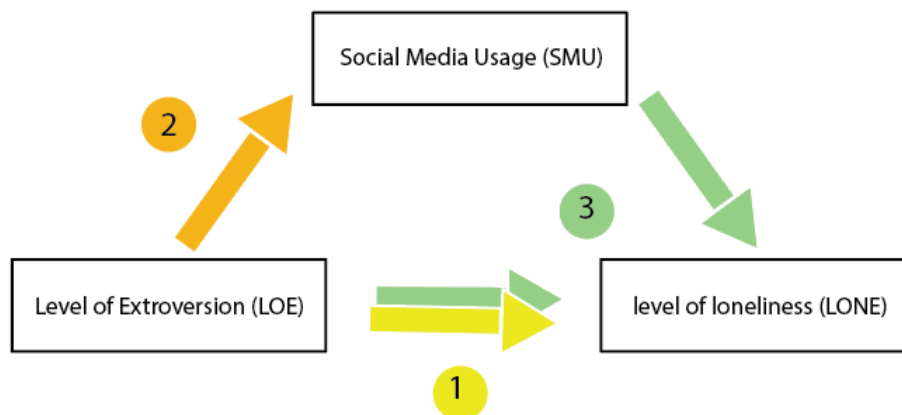 Social Media Usage (SMU)
2
3
Level of Extroversion (LOE)
level of loneliness (LONE)
1